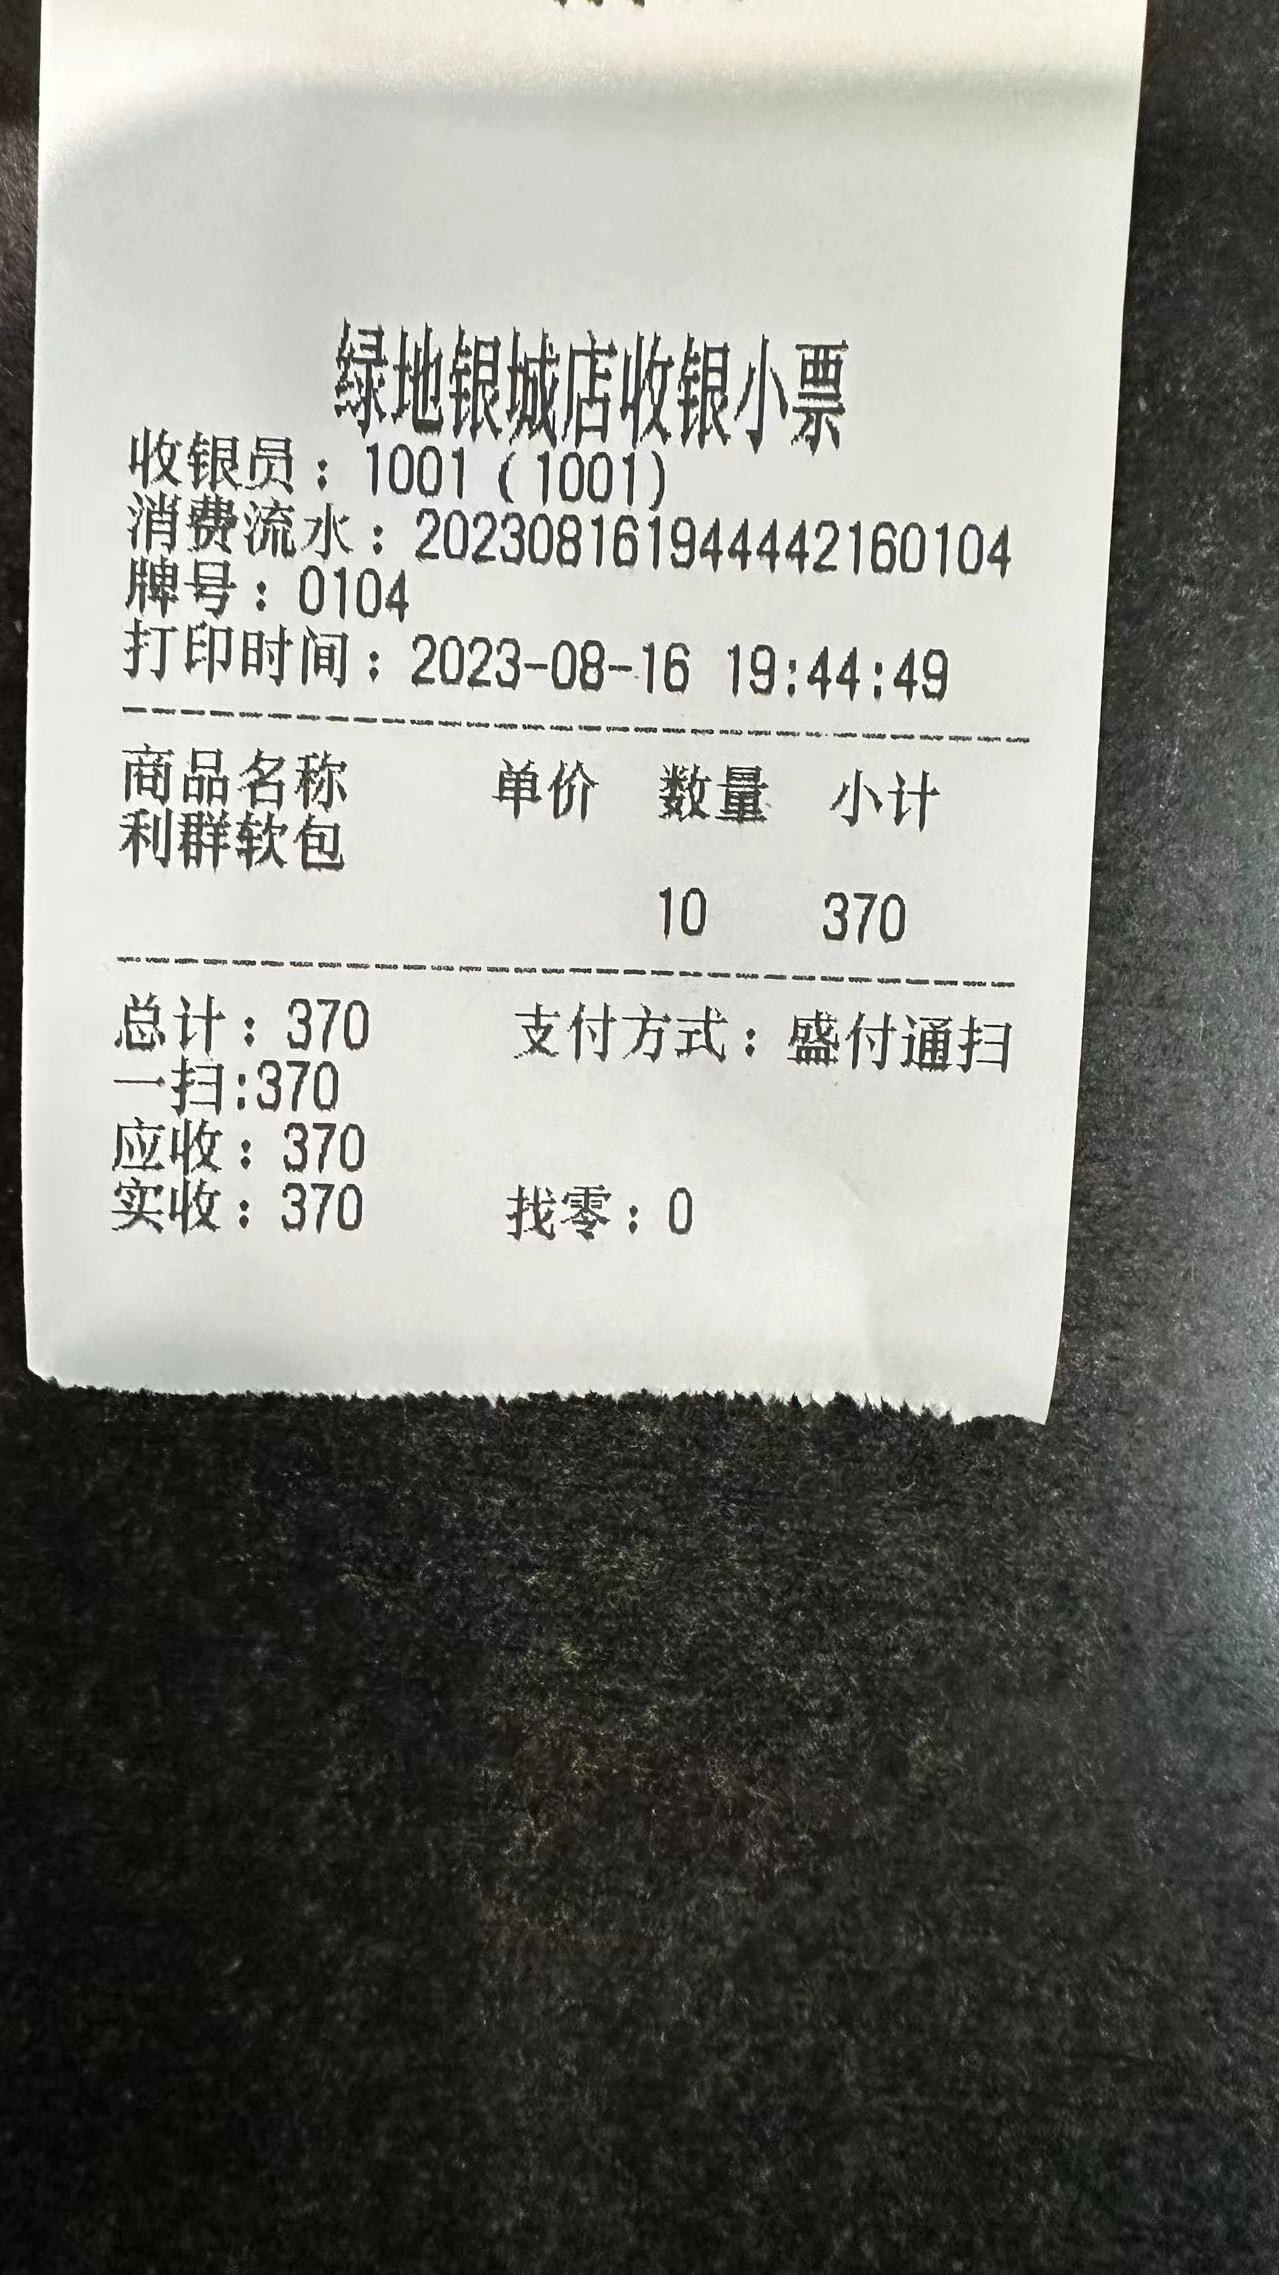 绿地银城店收银小票
收银员：1001（1001）
消费流水：2023081619444442160104
牌号：0104
打印时间：2023-08-16 19:44:49
商品名称 单价 数量 小计
利群软包
10 370
总计：370 支付方式：盛付通扫
一扫:370
应收：370
实收：370 找零：0